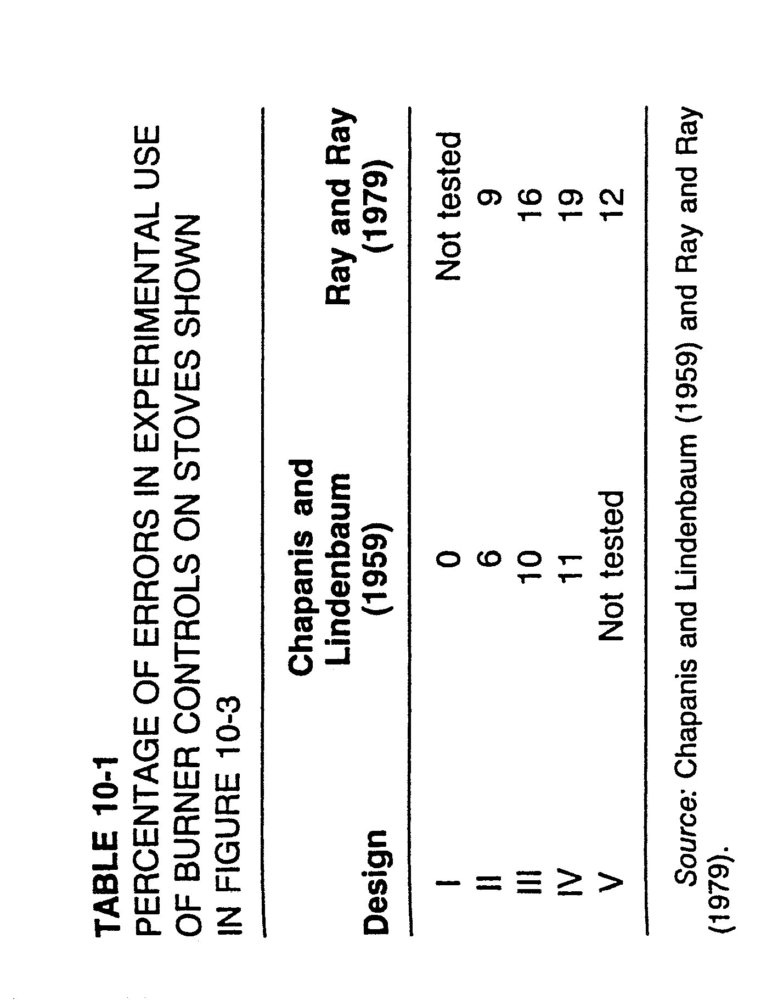 TABLE 10-1
PERCENTAGE OF ERRORS IN EXPERIMENTAL USE
OF BURNER CONTROLS ON STOVES SHOWN
IN FIGURE 10-3
Chapanis and
Lindenbaum Ray and Ray
Design (1959) (1979)
I 0 Not tested
II 6 9
III 10 16
IV 11 19
V Not tested 12
Source: Chapanis and Lindenbaum (1959) and Ray and Ray
(1979).